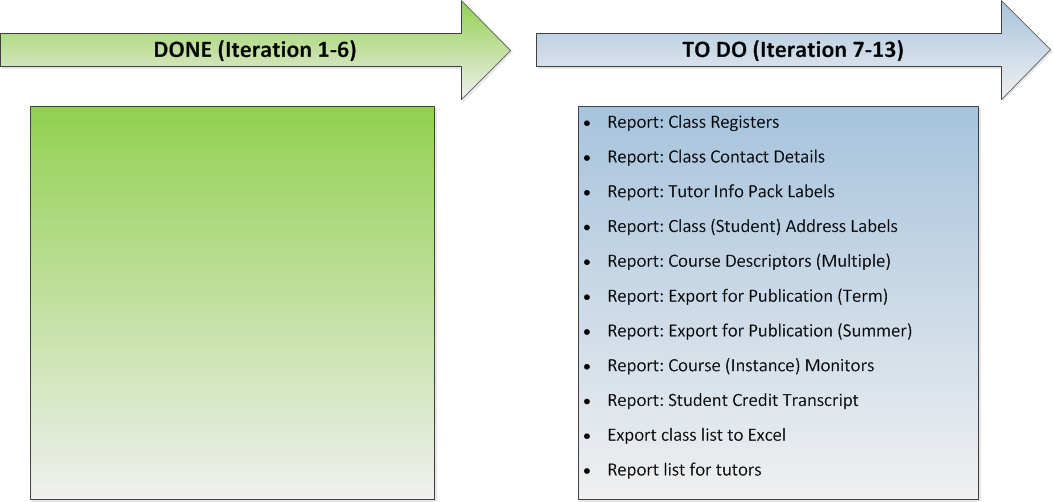 DONE (Iteration 1-6)
TO DO (Iteration 7-13)
• Report: Class Registers
• Report: Class Contact Details
• Report: Tutor Info Pack Labels
• Report: Class (Student) Address Labels
• Report: Course Descriptors (Multiple)
• Report: Export for Publication (Term)
• Report: Export for Publication (Summer)
• Report: Course (Instance) Monitors
• Report: Student Credit Transcript
• Export class list to Excel
• Report list for tutors